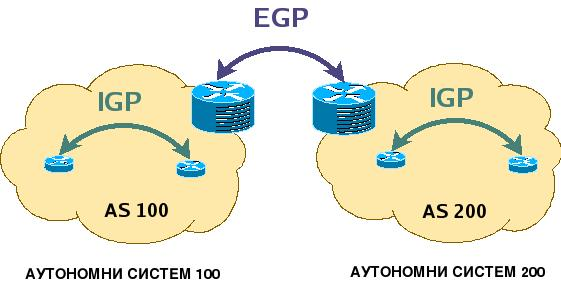 EGP
IGP
IGP
AS 100
AS 200
АУТОНОМНИ СИСТЕМ 100
АУТОНОМНИ СИСТЕМ 200